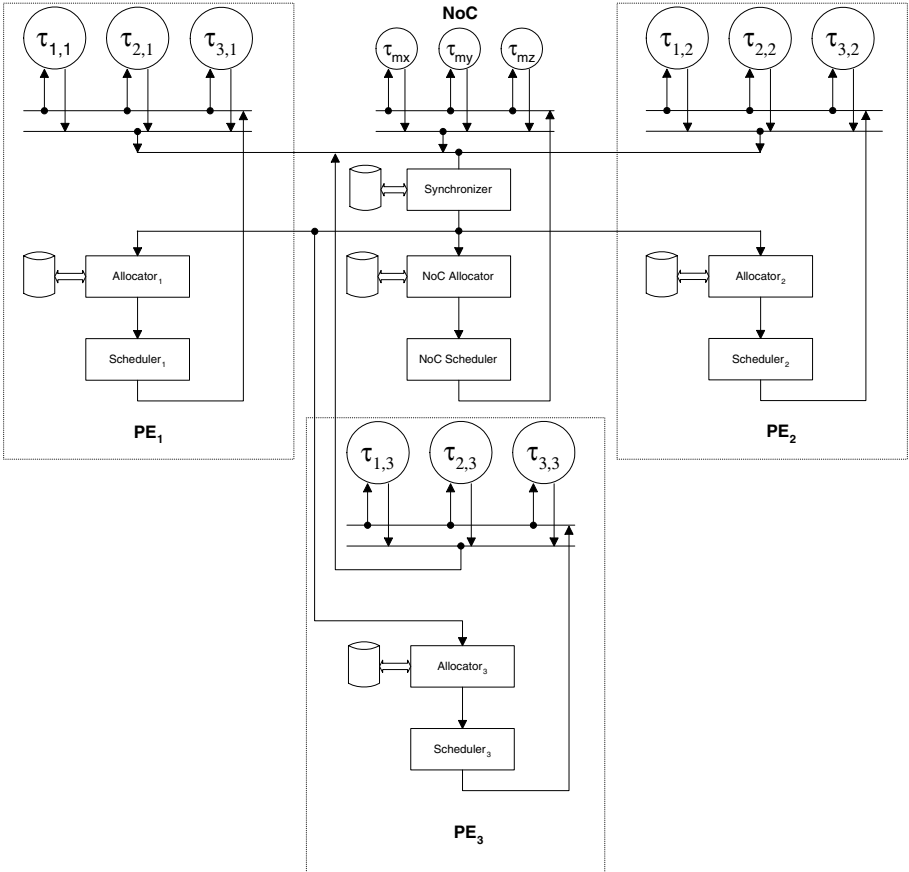 NoC
τ1,1 τ2,1 τ3,1
τmx τmy τmz
τ1,2 τ2,2 τ3,2
Synchronizer
Allocator1
NoC Allocator
Allocator2
Scheduler1
NoC Scheduler
Scheduler2
PE1
PE2
τ1,3 τ2,3 τ3,3
Allocator3
Scheduler3
PE3